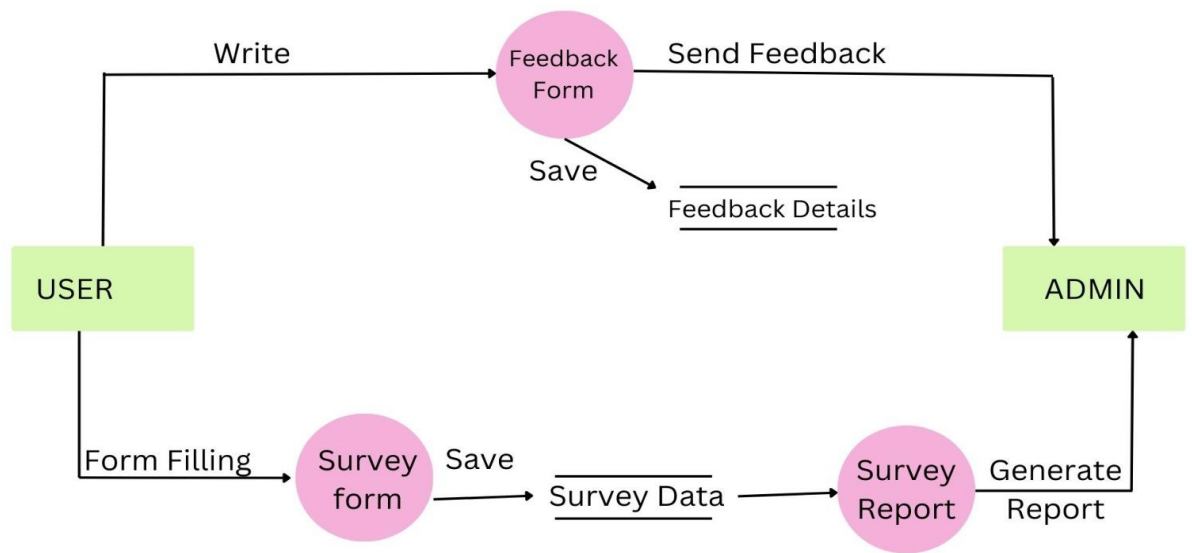 Write
Feedback
Form
Send Feedback
Save
Feedback Details
USER
ADMIN
Form Filling
Survey
form
Save
Survey Data
Survey
Report
Generate
Report